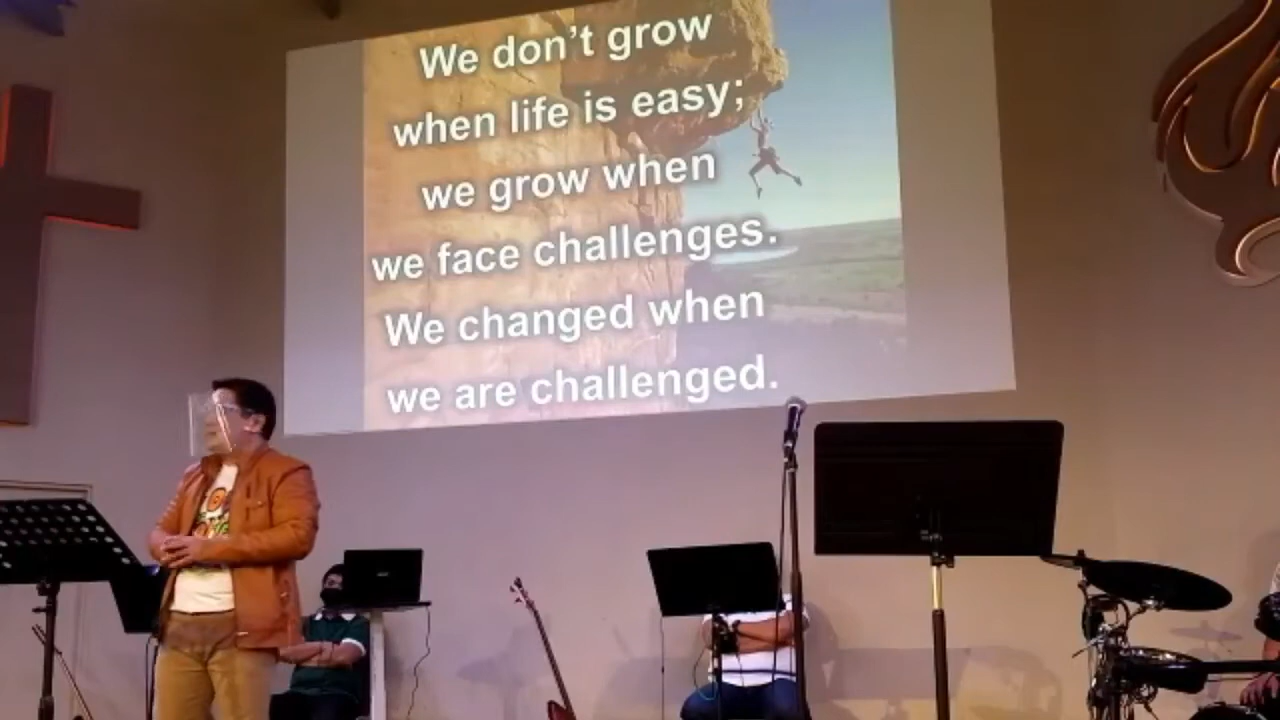 We don't grow
when life is easy;
we grow when
we face challenges.
We changed when
we are challenged.